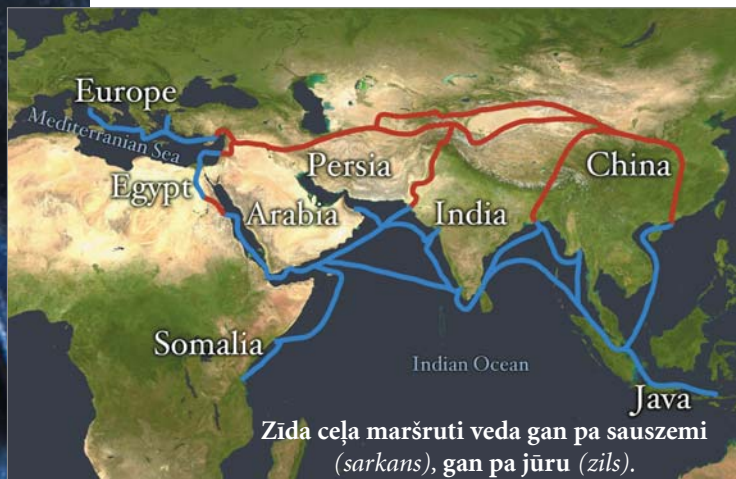 Europe
Mediterranian Sea
Egypt
Arabia
Persia
India
China
Somalia
Indian Ocean
Java
Zīda ceļa maršruti veda gan pa sauszemi
(sarkans), gan pa jūru (zils).